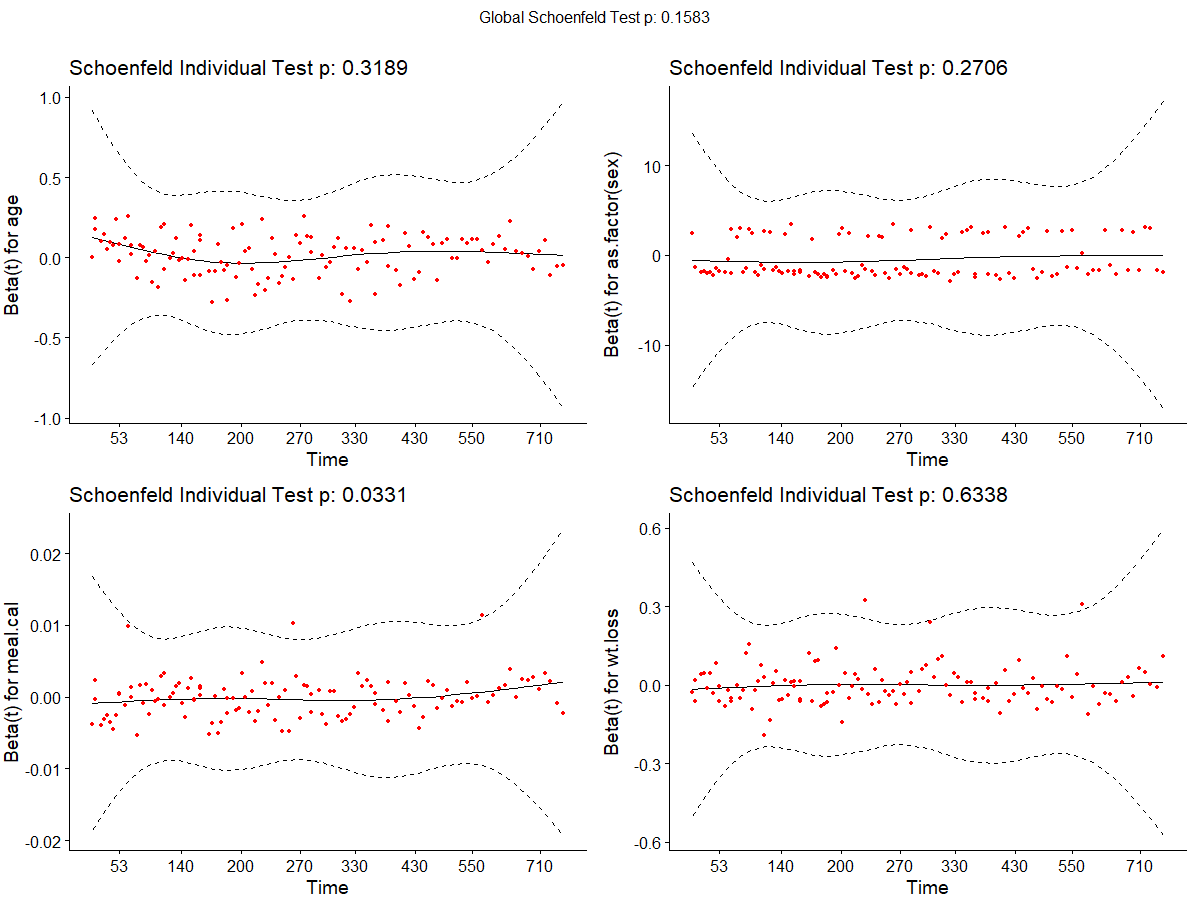 Global Schoenfeld Test p: 0.1583
Schoenfeld Individual Test p: 0.3189
Beta(t) for age
1.0
0.5
0.0
-0.5
-1.0
53 140 200 270 330 430 550 710
Time
Schoenfeld Individual Test p: 0.2706
Beta(t) for as.factor(sex)
10
0
-10
53 140 200 270 330 430 550 710
Time
Schoenfeld Individual Test p: 0.0331
Beta(t) for meal.cal
0.02
0.01
0.00
-0.01
-0.02
53 140 200 270 330 430 550 710
Time
Schoenfeld Individual Test p: 0.6338
Beta(t) for wt.loss
0.6
0.3
0.0
-0.3
-0.6
53 140 200 270 330 430 550 710
Time